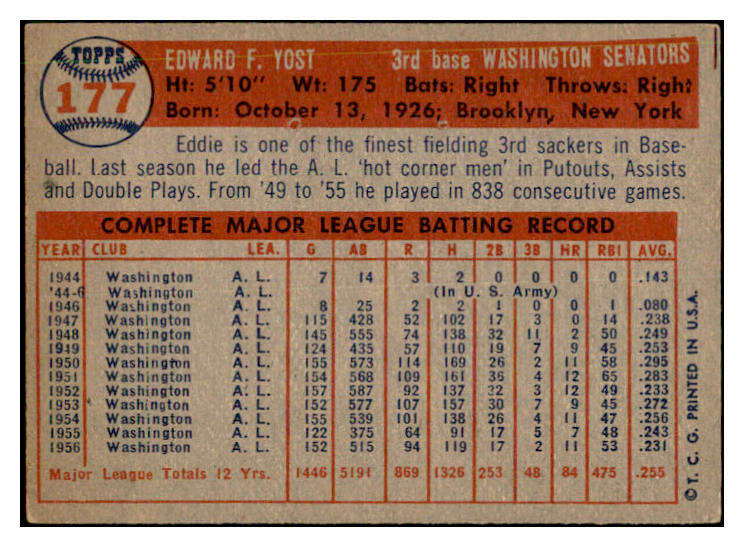 TOPPS
177
EDWARD F. YOST 3rd base WASHINGTON SENATORS
Ht: 5'10" Wt: 175 Bats: Right Throws: Right
Born: October 13, 1926; Brooklyn, New York
Eddie is one of the finest fielding 3rd sackers in Base-
ball. Last season he led the A. L. 'hot corner men' in Putouts, Assists
and Double Plays. From '49 to '55 he played in 838 consecutive games.
COMPLETE MAJOR LEAGUE BATTING RECORD
YEAR CLUB LEA. G AB R H 2B 3B HR RBI AVG.
1944 Washington A. L. 7 14 3 2 0 0 0 0 .143
'44-6 Washington A. L. (In U. S. Army)
1946 Washington A. L. 8 25 2 2 1 0 0 1 .080
1947 Washington A. L. 115 428 52 102 17 3 0 14 .238
1948 Washington A. L. 145 555 74 138 32 11 2 50 .249
1949 Washington A. L. 124 435 57 110 19 7 9 45 .253
1950 Washington A. L. 155 573 114 169 26 2 11 58 .295
1951 Washington A. L. 154 568 109 161 36 4 12 65 .283
1952 Washington A. L. 157 587 92 137 32 3 12 49 .233
1953 Washington A. L. 152 577 107 157 30 7 9 45 .272
1954 Washington A. L. 155 539 101 138 26 4 11 47 .256
1955 Washington A. L. 122 375 64 91 17 5 7 48 .243
1956 Washington A. L. 152 515 94 119 17 2 11 53 .231
Major League Totals 12 Yrs. 1446 5191 869 1326 253 48 84 475 .255
© T. C. G. PRINTED IN U.S.A.